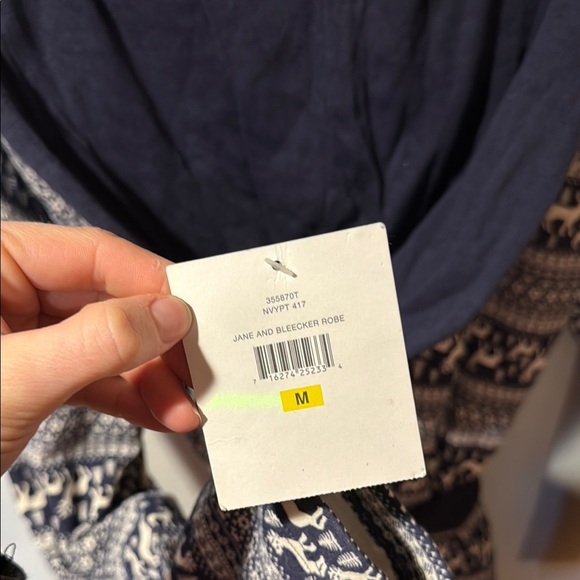 355870T
NVYPT 417
JANE AND BLEECKER ROBE
7 16274 25233 4
M